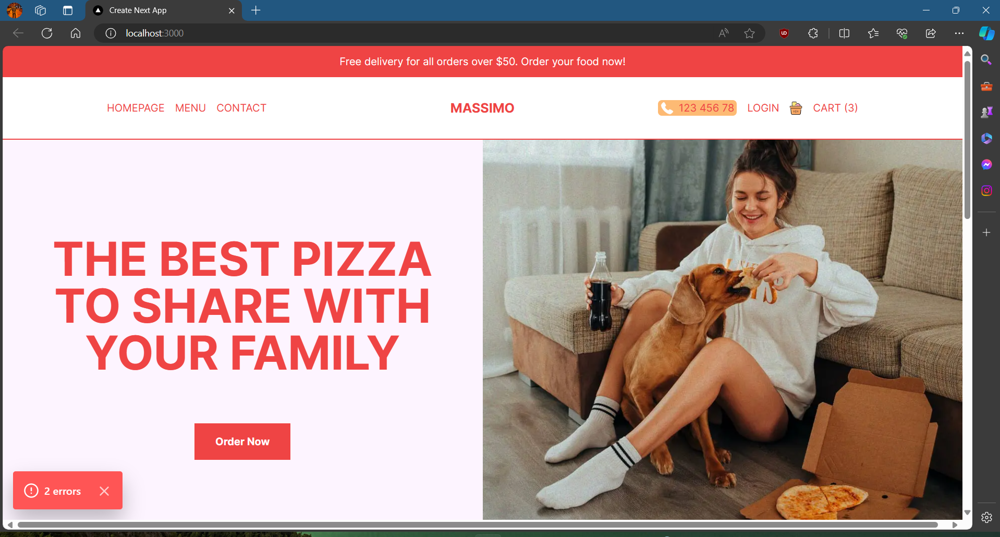 Create Next App
localhost:3000
Free delivery for all orders over $50. Order your food now!
HOMEPAGE MENU CONTACT
MASSIMO
123 456 78 LOGIN CART (3)
THE BEST PIZZA
TO SHARE WITH
YOUR FAMILY
Order Now
2 errors